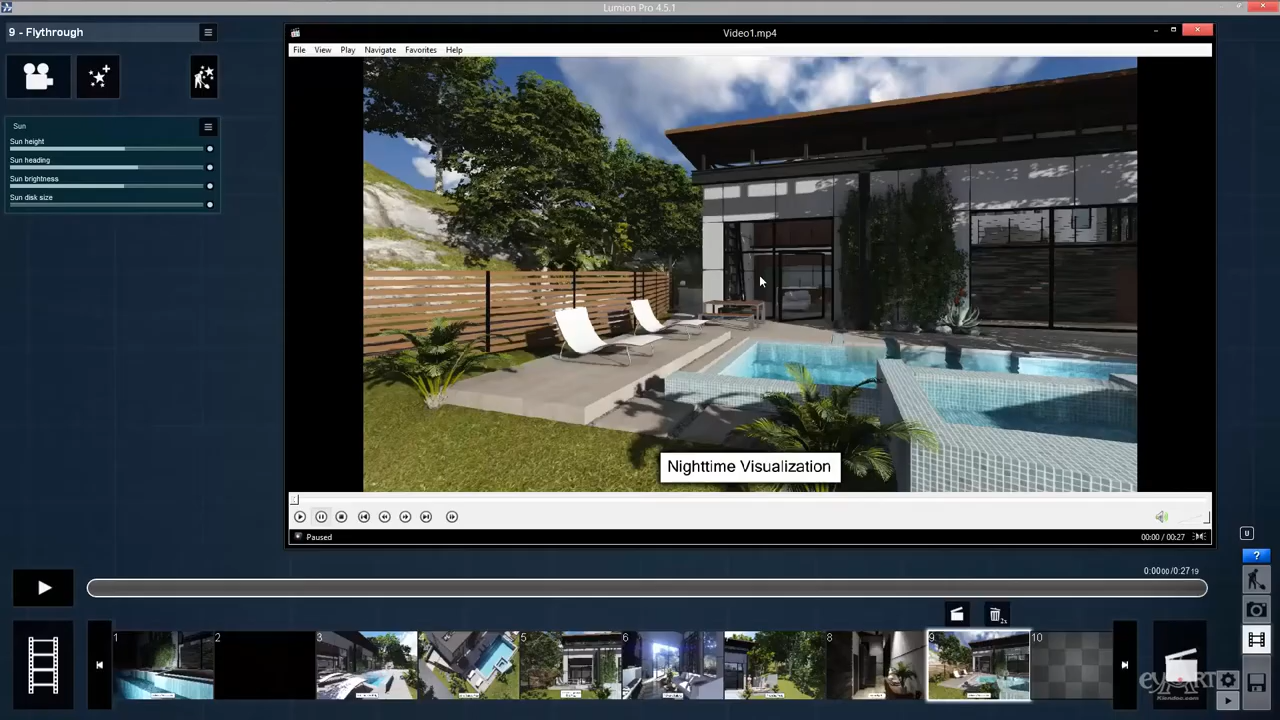 Lumion Pro 4.5.1
9 - Flythrough
Sun
Sun height
Sun heading
Sun brightness
Sun disk size
Video1.mp4
File View Play Navigate Favorites Help
Nighttime Visualization
Paused
00:00 / 00:27
U
?
0:00:00/0:27:19
2x
1 2 3 4 5 6 8 9 10